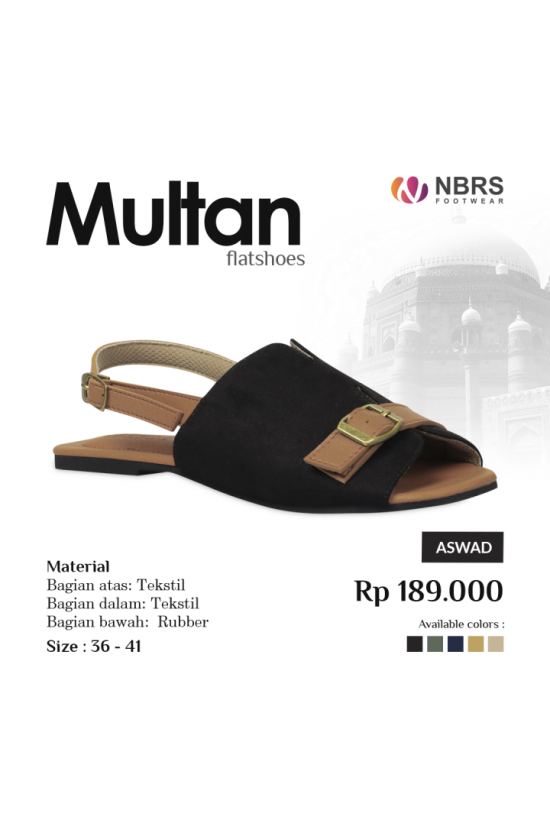 Multan
flatshoes
NBRS
FOOTWEAR
ASWAD
Material
Bagian atas: Tekstil
Bagian dalam: Tekstil
Bagian bawah: Rubber
Size : 36 - 41
Rp 189.000
Available colors :